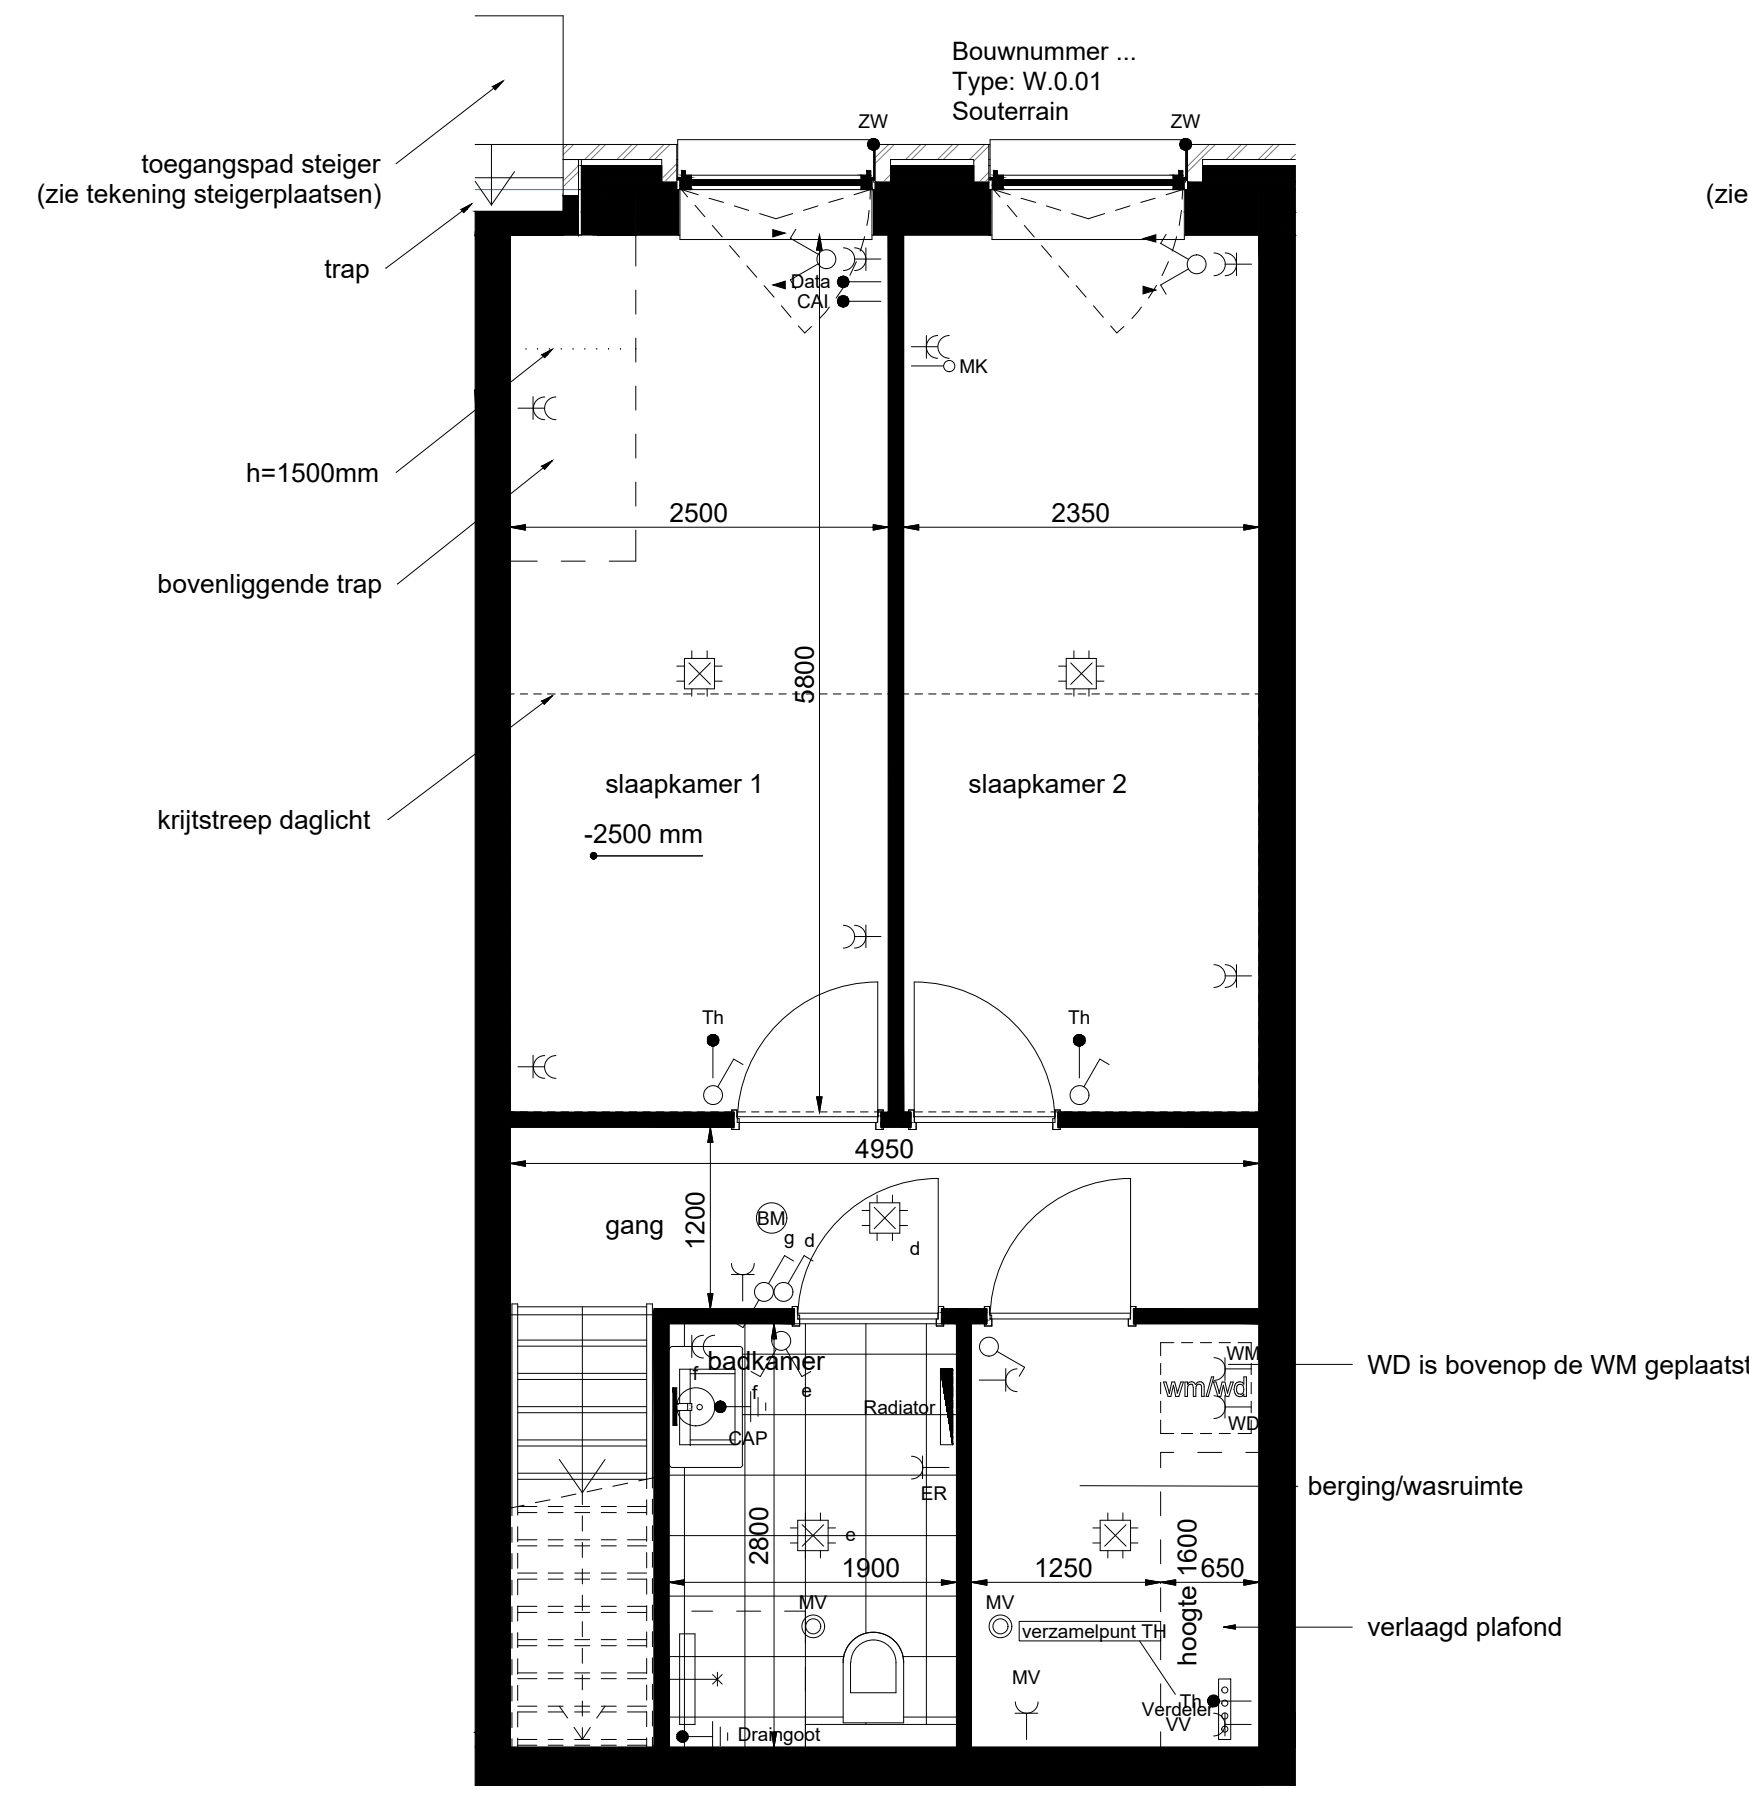 Bouwnummer ...
Type: W.0.01
Souterrain
ZW
ZW
toegangspad steiger
(zie tekening steigerplaatsen)
(zie
trap
Data
CAI
MK
h=1500mm
2500
2350
bovenliggende trap
5800
slaapkamer 1
slaapkamer 2
krijtstreep daglicht
-2500 mm
Th
Th
4950
gang
1200
BM
g
d
d
badkamer
WM
WD is bovenop de WM geplaatst
f
f
e
wm/wd
Radiator
WD
CAP
ER
berging/wasruimte
2800
e
hoogte 1600
1900
1250
650
MV
MV
verzamelpunt TH
verlaagd plafond
MV
Th
Verdeler
VV
Draingoot